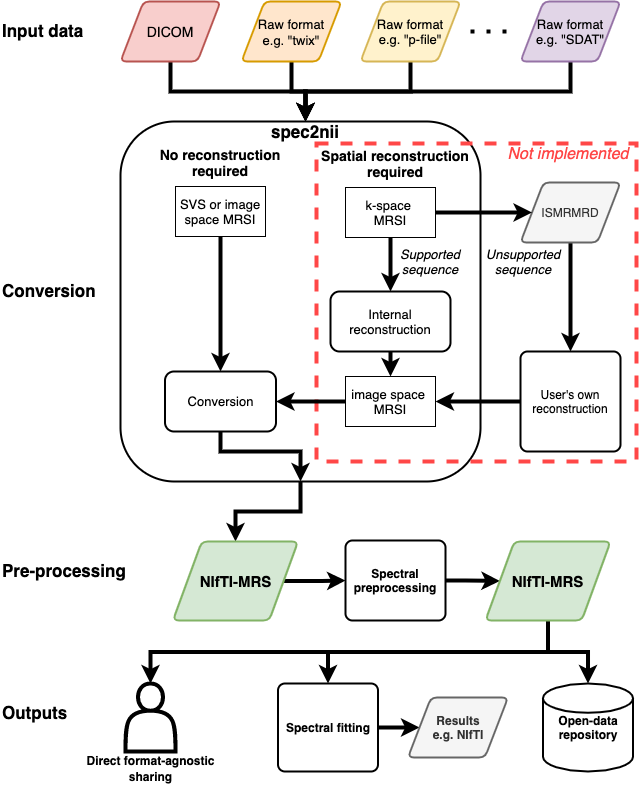 Input data
DICOM
Raw format
e.g. "twix"
Raw format
e.g. "p-file"
. . .
Raw format
e.g. "SDAT"
spec2nii
No reconstruction
required
Spatial reconstruction
required
Not implemented
SVS or image
space MRSI
k-space
MRSI
ISMRMRD
Supported
sequence
Unsupported
sequence
Conversion
Internal
reconstruction
Conversion
image space
MRSI
User's own
reconstruction
Pre-processing
NIfTI-MRS
Spectral
preprocessing
NIfTI-MRS
Outputs
Direct format-agnostic
sharing
Spectral fitting
Results
e.g. NIfTI
Open-data
repository